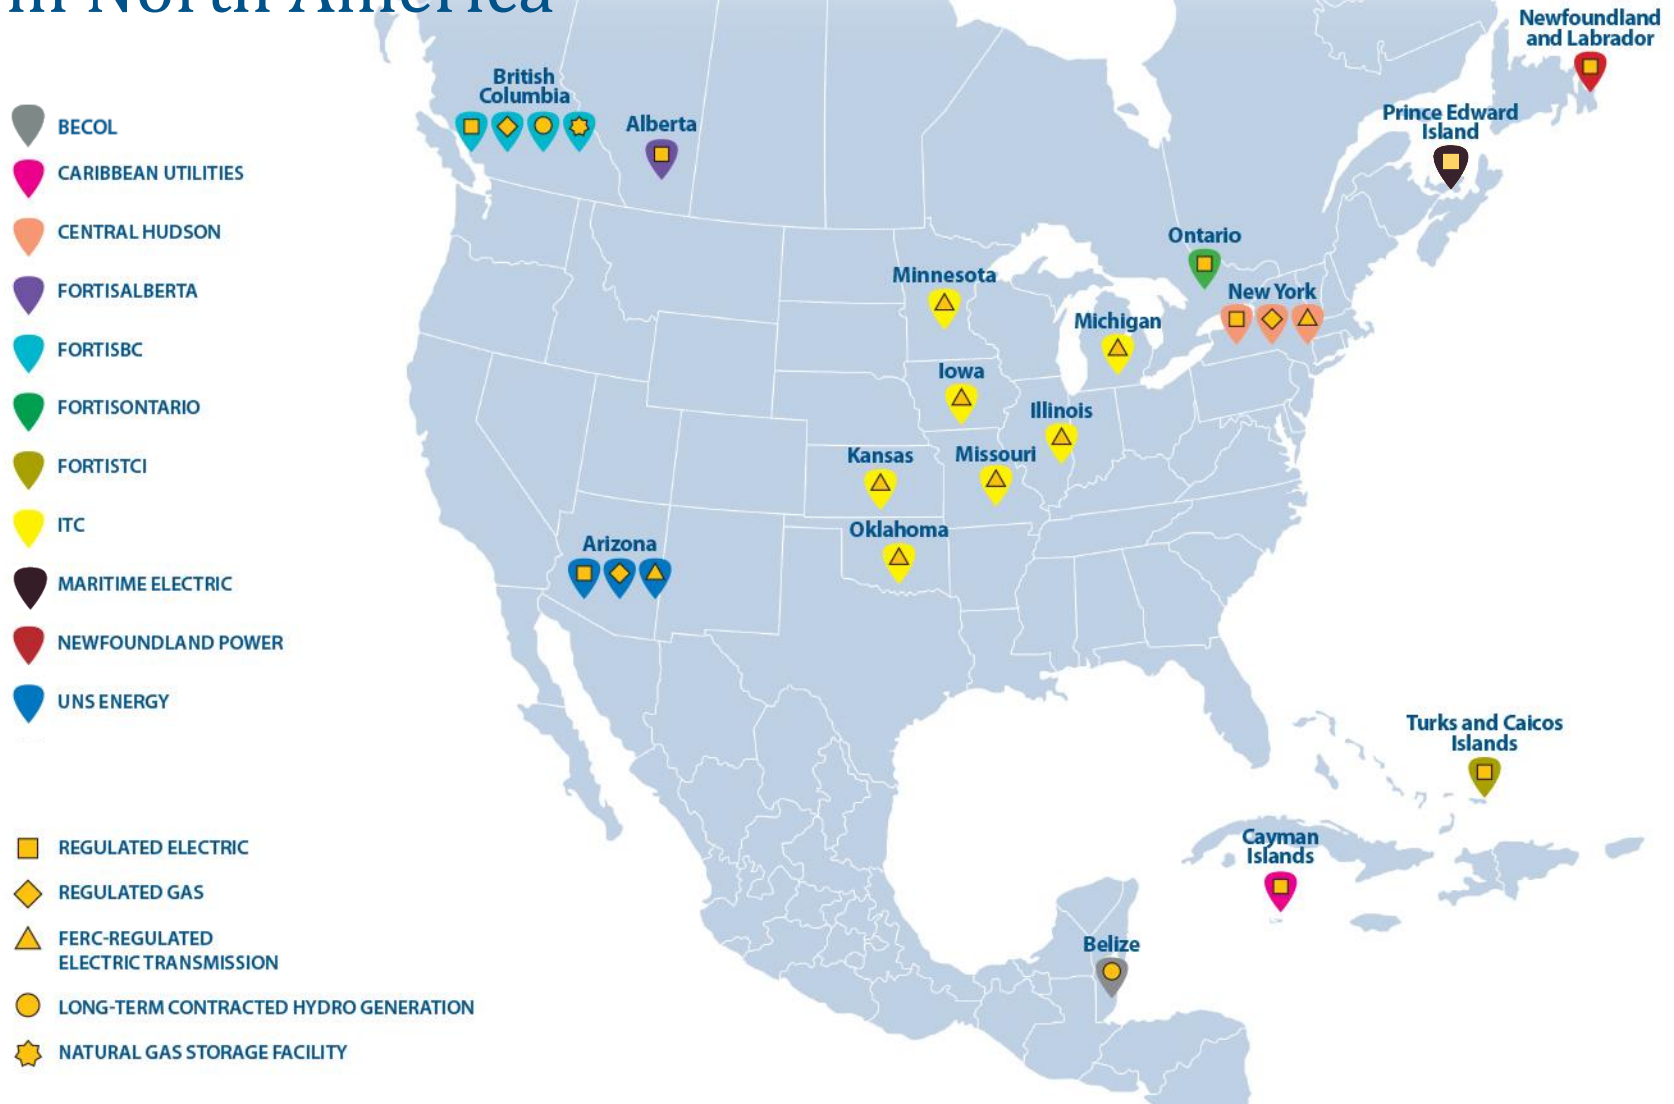 in North America
BECOL
CARIBBEAN UTILITIES
CENTRAL HUDSON
FORTISALBERTA
FORTISBC
FORTISONTARIO
FORTISTCI
ITC
MARITIME ELECTRIC
NEWFOUNDLAND POWER
UNS ENERGY
REGULATED ELECTRIC
REGULATED GAS
FERC-REGULATED
ELECTRIC TRANSMISSION
LONG-TERM CONTRACTED HYDRO GENERATION
NATURAL GAS STORAGE FACILITY
British
Columbia
Alberta
Newfoundland
and Labrador
Prince Edward
Island
Ontario
New York
Minnesota
Michigan
Iowa
Illinois
Kansas
Missouri
Oklahoma
Arizona
Turks and Caicos
Islands
Cayman
Islands
Belize